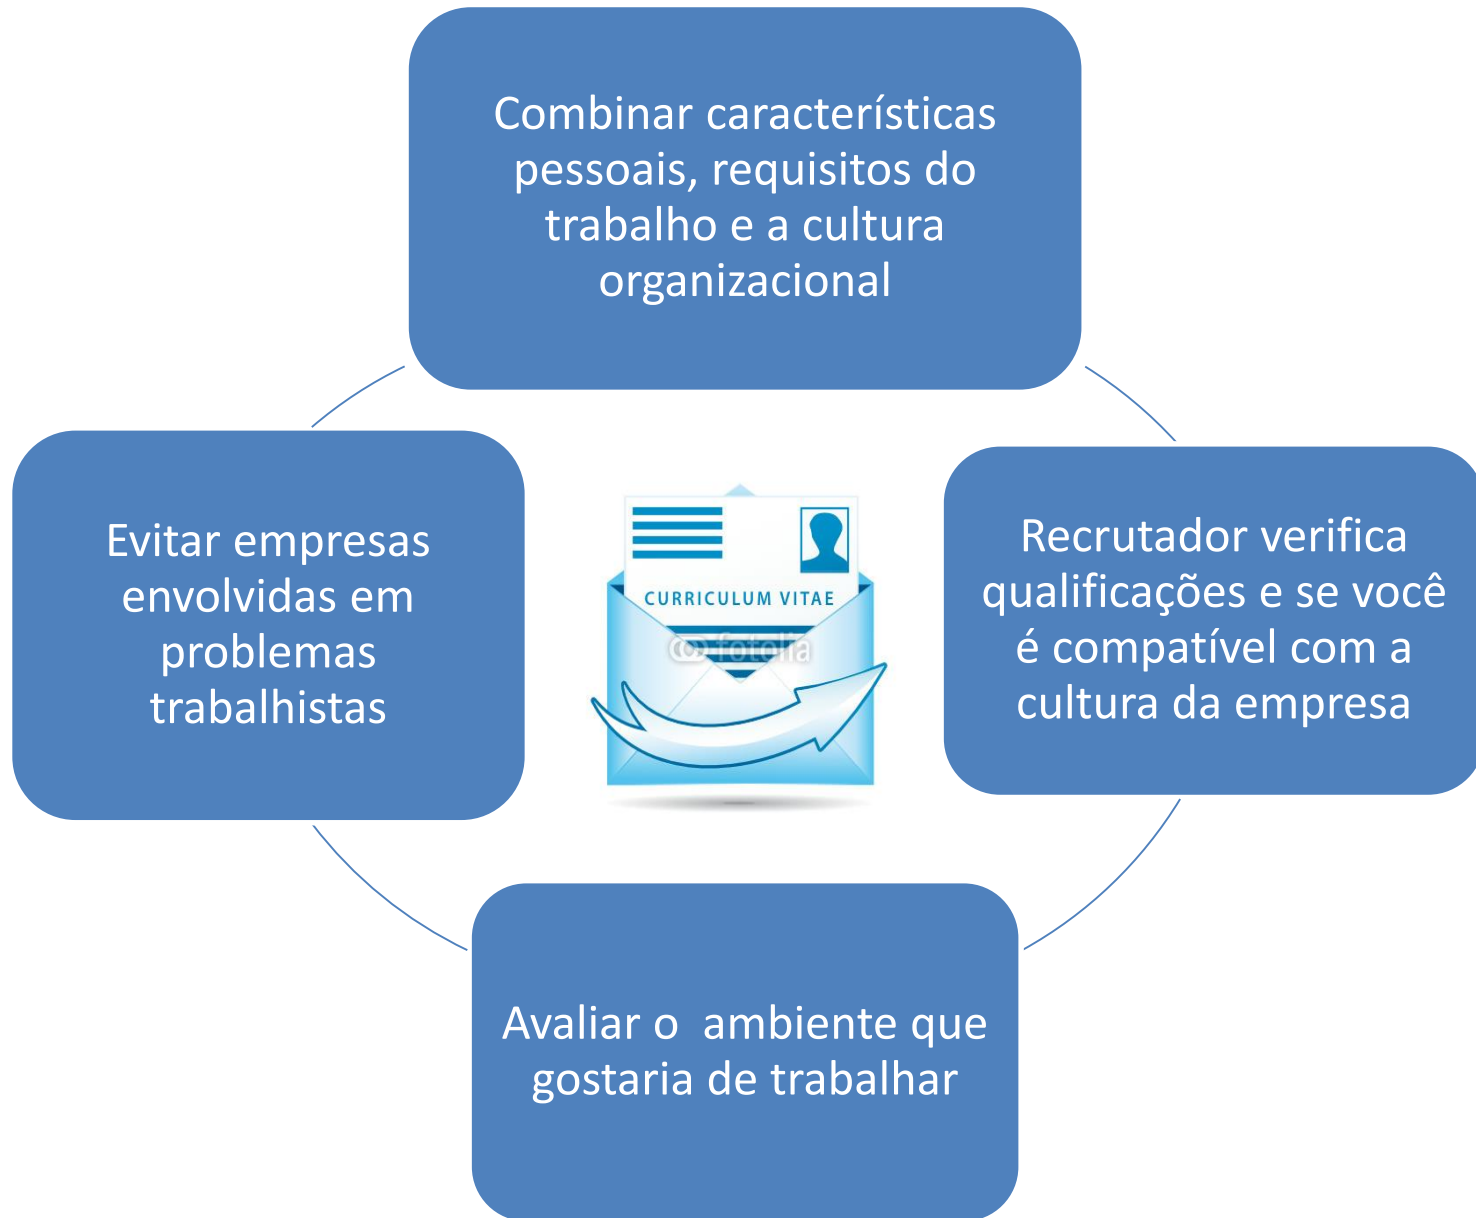 Combinar características
pessoais, requisitos do
trabalho e a cultura
organizacional
Evitar empresas
envolvidas em
problemas
trabalhistas
CURRICULUM VITAE
fotolia
Recrutador verifica
qualificações e se você
é compatível com a
cultura da empresa
Avaliar o  ambiente que
gostaria de trabalhar